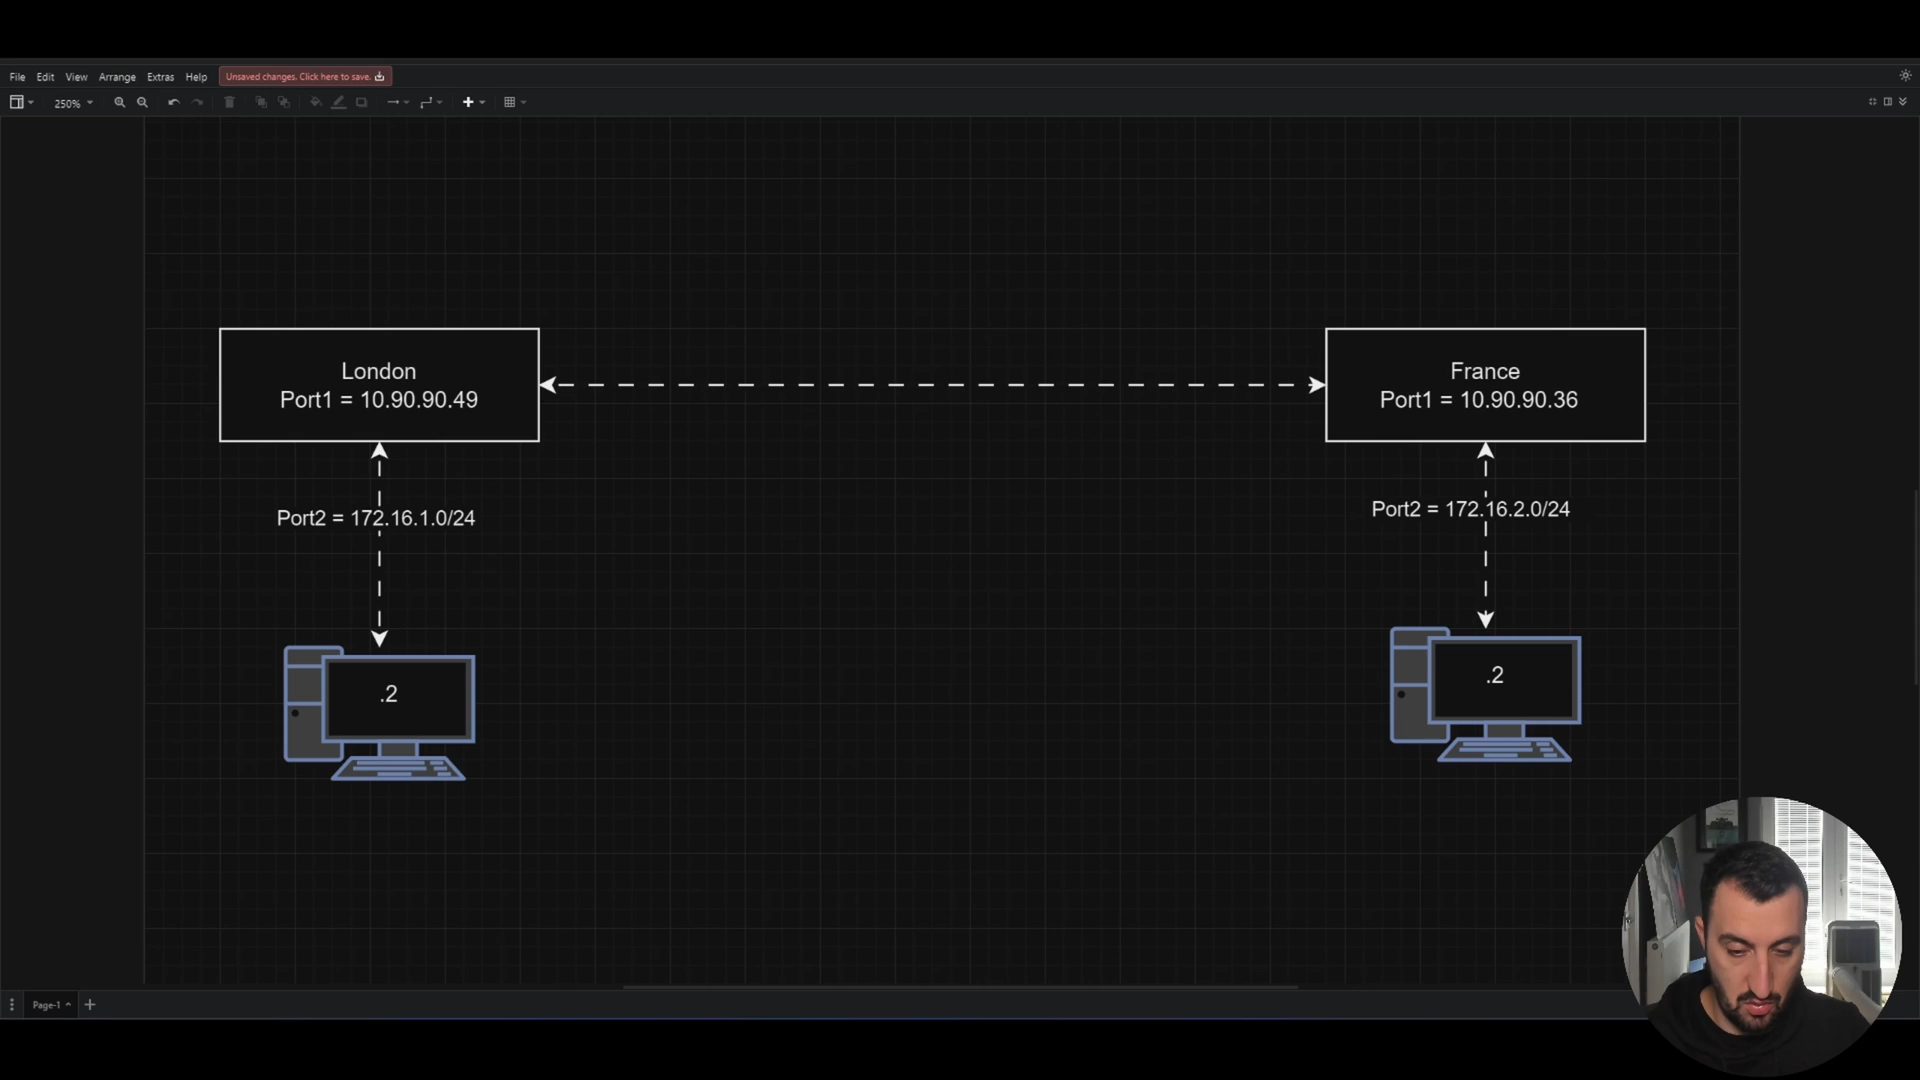 File Edit View Arrange Extras Help Unsaved changes. Click here to save.
250%
London
Port1 = 10.90.90.49
France
Port1 = 10.90.90.36
Port2 = 172.16.1.0/24
Port2 = 172.16.2.0/24
.2
.2
Page-1